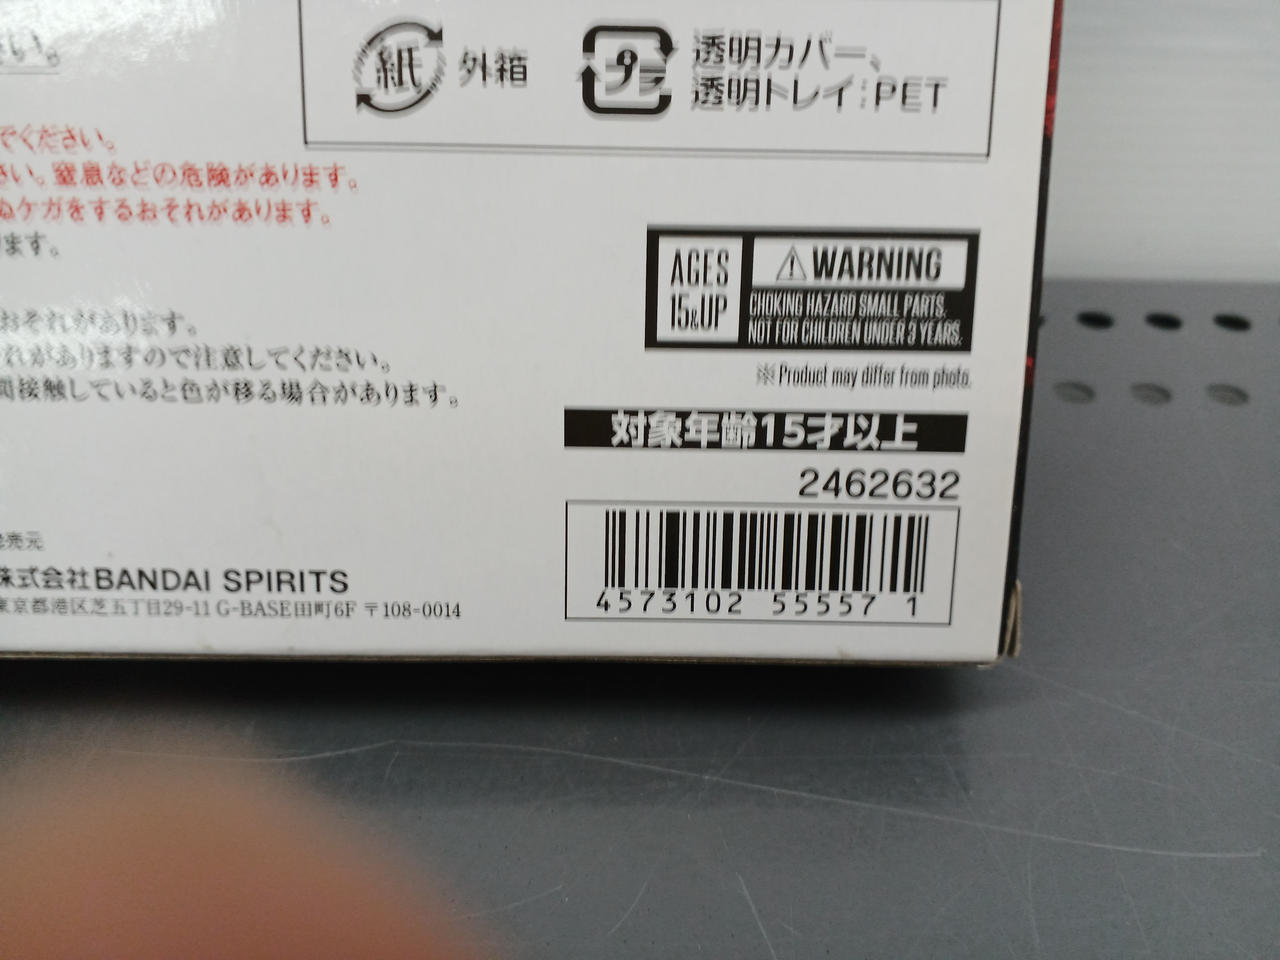 さい。
紙 外箱
プラ 透明カバー、
透明トレイ:PET
でください。
さい。窒息などの危険があります。
ぬケガをするおそれがあります。
ます。
おそれがあります。
れがありますので注意してください。
間接触していると色が移る場合があります。
AGES
15&UP
⚠WARNING
CHOKING HAZARD SMALL PARTS.
NOT FOR CHILDREN UNDER 3 YEARS.
※Product may differ from photo.
対象年齢15才以上
2462632
4573102 55557 1
発売元
株式会社BANDAI SPIRITS
東京都港区芝五丁目29-11 G-BASE田町6F 〒108-0014